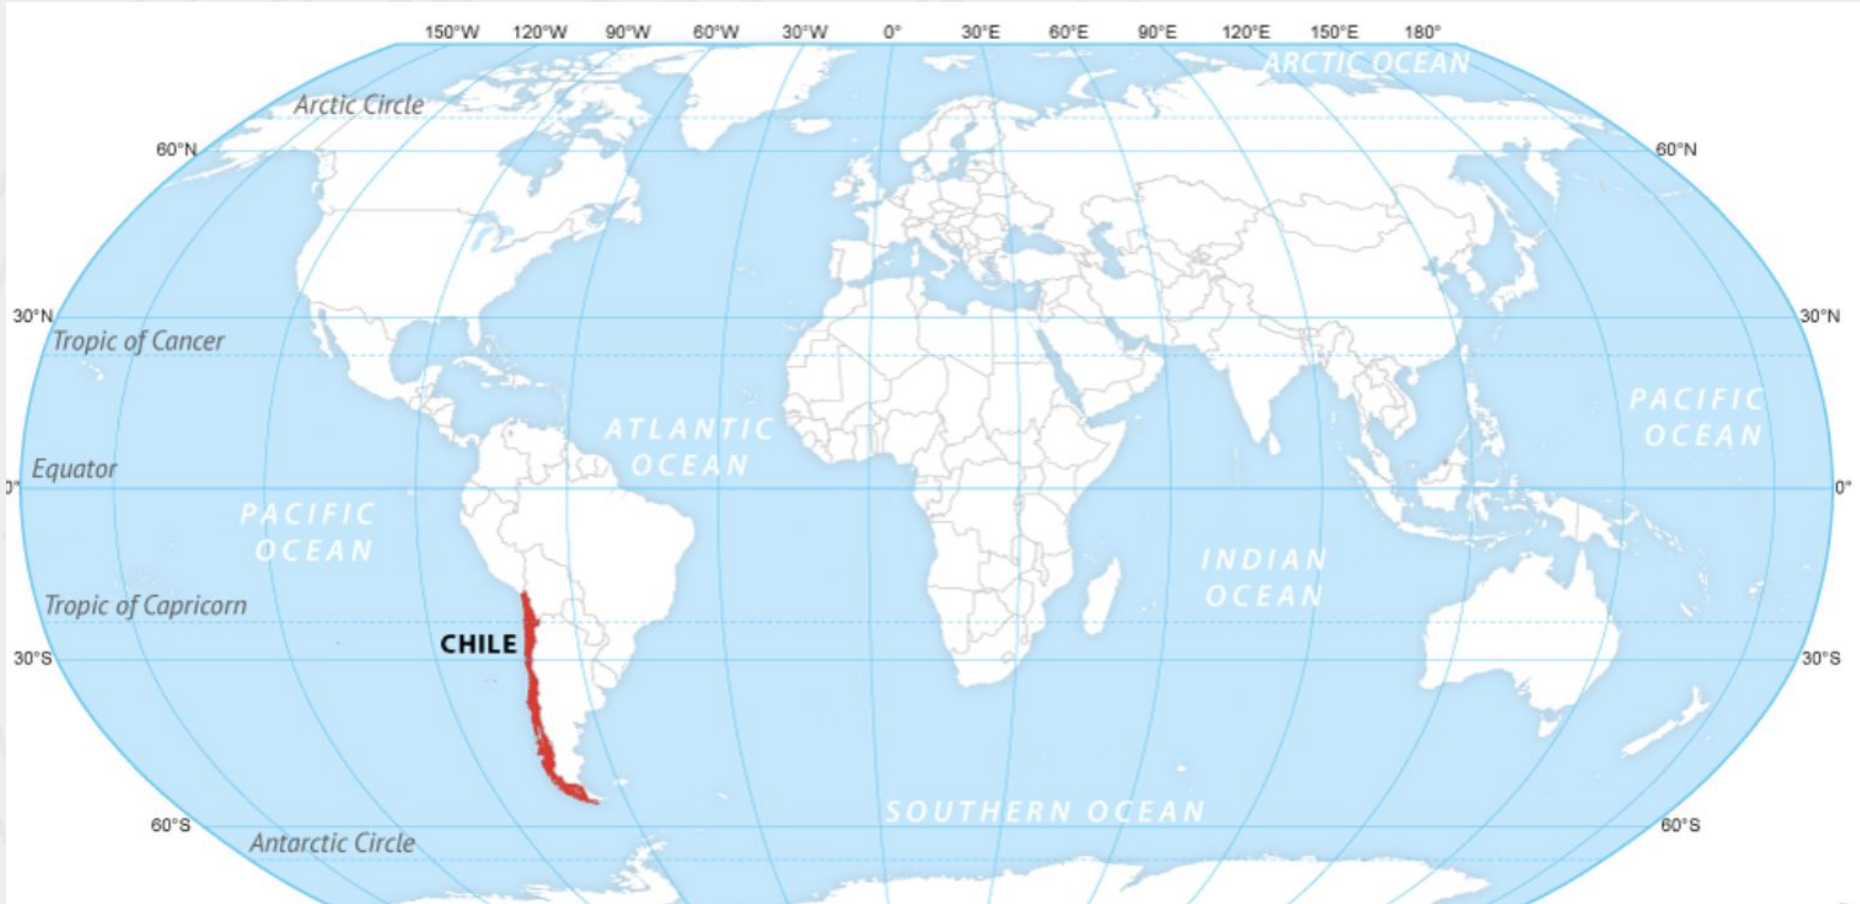 150°W 120°W 90°W 60°W 30°W 0° 30°E 60°E 90°E 120°E 150°E 180°
ARCTIC OCEAN
Arctic Circle
60°N 60°N
30°N 30°N
Tropic of Cancer
PACIFIC
OCEAN
ATLANTIC
OCEAN
Equator
0° 0°
PACIFIC
OCEAN
INDIAN
OCEAN
Tropic of Capricorn
CHILE
30°S 30°S
SOUTHERN OCEAN
60°S 60°S
Antarctic Circle